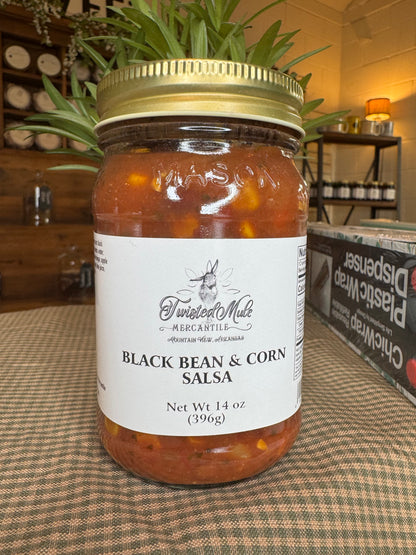 MASON
Twisted Mule
MERCANTILE
Mountain View, Arkansas
BLACK BEAN & CORN
SALSA
Net Wt 14 oz
(396g)
ChicWrap
Plastic Wrap
Dispenser